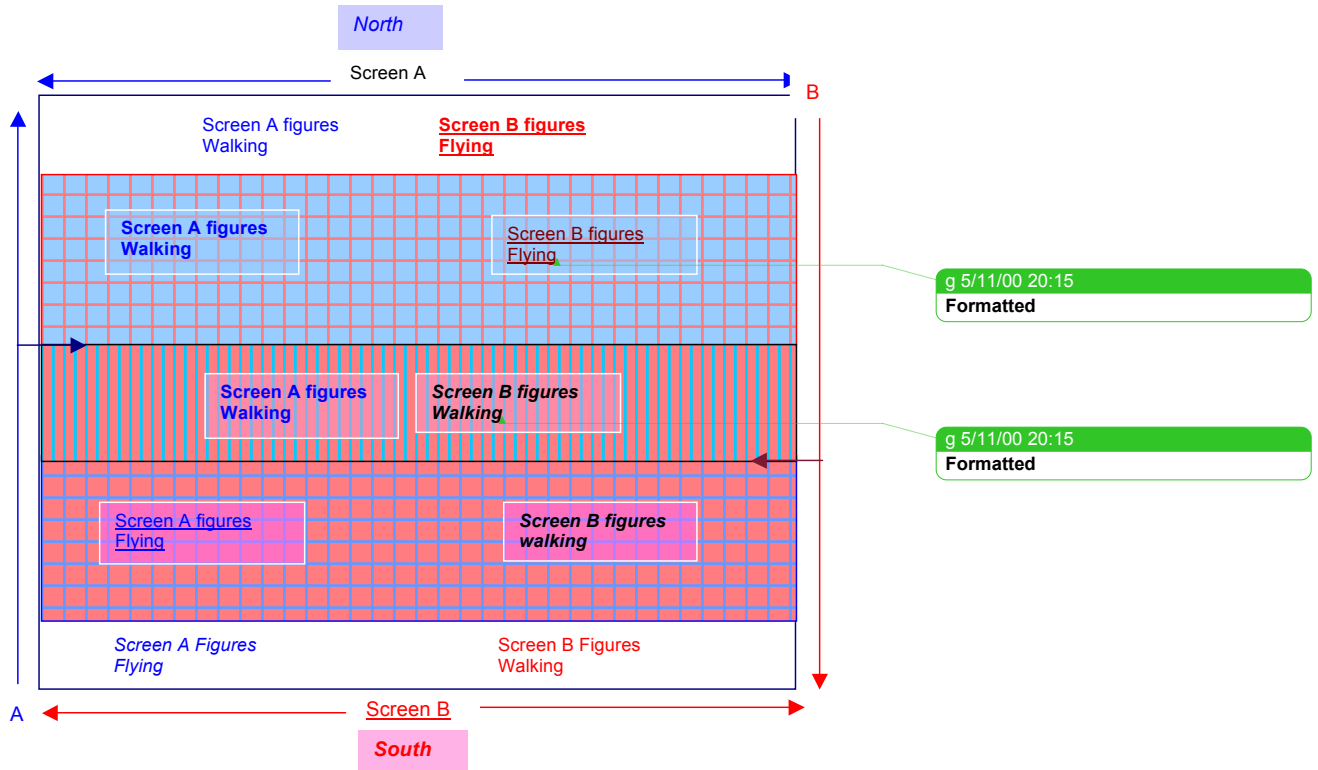 North
Screen A
B
Screen A figures
Walking
Screen B figures
Flying
Screen A figures
Walking
Screen B figures
Flying
g 5/11/00 20:15
Formatted
Screen A figures
Walking
Screen B figures
Walking
g 5/11/00 20:15
Formatted
Screen A figures
Flying
Screen B figures
walking
Screen A Figures
Flying
Screen B Figures
Walking
A
Screen B
South